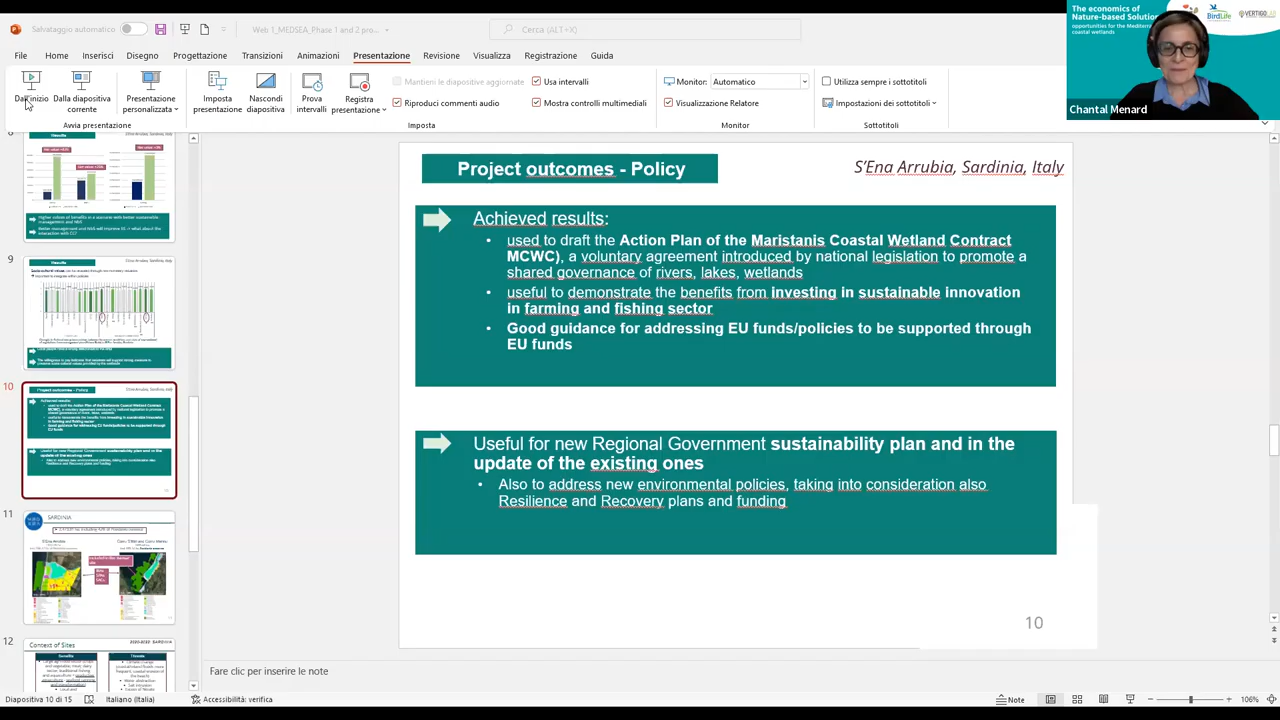 Salvataggio automatico
Web 1_MEDSEA_Phase 1 and 2 pro...
Cerca (ALT+X)
The economics of
Nature-based Solution
opportunities for the Mediterr
coastal wetlands
BirdLife
VERTIGOLAB
Chantal Menard
File Home Inserisci Disegno Progettazione Transizioni Animazioni Presentazione Revisione Visualizza Registrazione Guida
Dall'inizio
Dalla diapositiva
corrente
Presentazione
personalizzata
Imposta
presentazione
Nascondi
diapositiva
Prova
intervalli
Registra
presentazione
Mantieni le diapositive aggiornate
Riproduci commenti audio
Usa intervalli
Mostra controlli multimediali
Monitor: Automatico
Visualizzazione Relatore
Utilizza sempre i sottotitoli
Impostazioni dei sottotitoli
Avvia presentazione
Imposta
Monitor
Sottotitoli
Results
Results
9
10
11
SARDINIA
12
Context of Sites
Benefits
Threats
Project outcomes - Policy
S'Ena Arrubia, Sardinia, Italy
Achieved results:
• used to draft the Action Plan of the Maristanis Coastal Wetland Contract
MCWC), a voluntary agreement introduced by national legislation to promote a
shared governance of rivers, lakes, wetlands
• useful to demonstrate the benefits from investing in sustainable innovation
in farming and fishing sector
• Good guidance for addressing EU funds/policies to be supported through
EU funds
Useful for new Regional Government sustainability plan and in the
update of the existing ones
• Also to address new environmental policies, taking into consideration also
Resilience and Recovery plans and funding
10
Fare clic per inserire le note
Diapositiva 10 di 15
Italiano (Italia)
Accessibilità: verifica
Note
106%